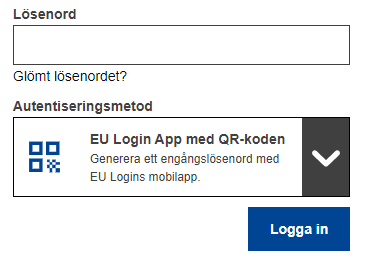 Lösenord
Glömt lösenordet?
Autentiseringsmetod
EU Login App med QR-koden
Generera ett engångslösenord med
EU Logins mobilapp.
Logga in